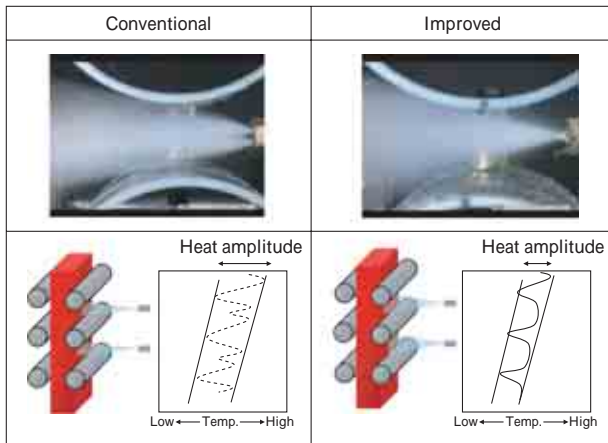 Conventional
Improved
Heat amplitude
Heat amplitude
Low Temp. High
Low Temp. High